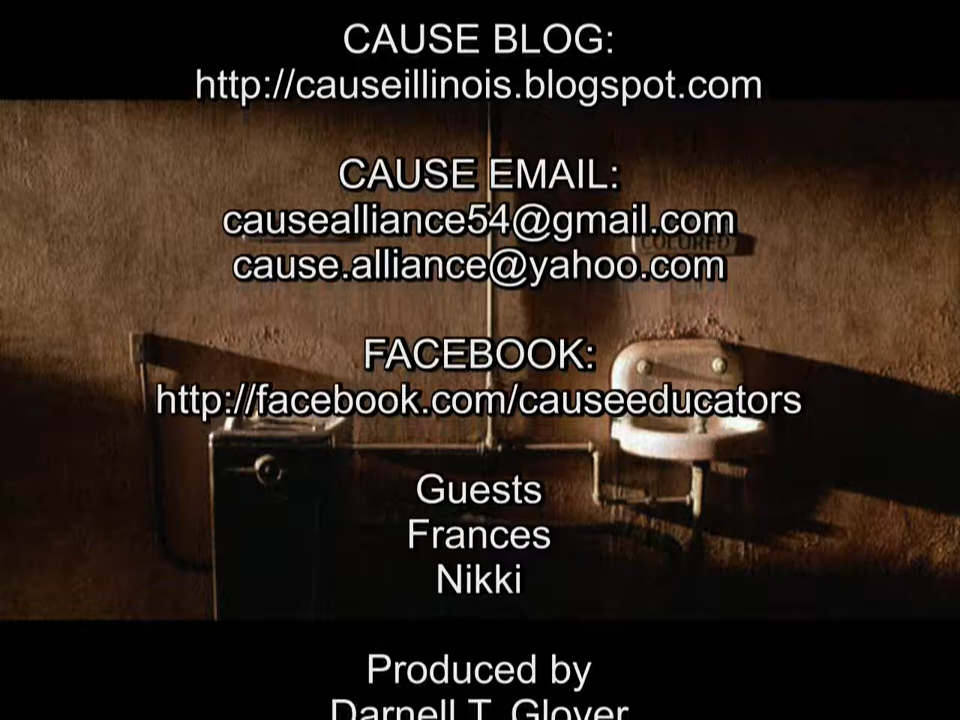 CAUSE BLOG:
http://causeillinois.blogspot.com
CAUSE EMAIL:
causealliance54@gmail.com
cause.alliance@yahoo.com
COLORED
FACEBOOK:
http://facebook.com/causeeducators
Guests
Frances
Nikki
Produced by
Darnell T. Glover